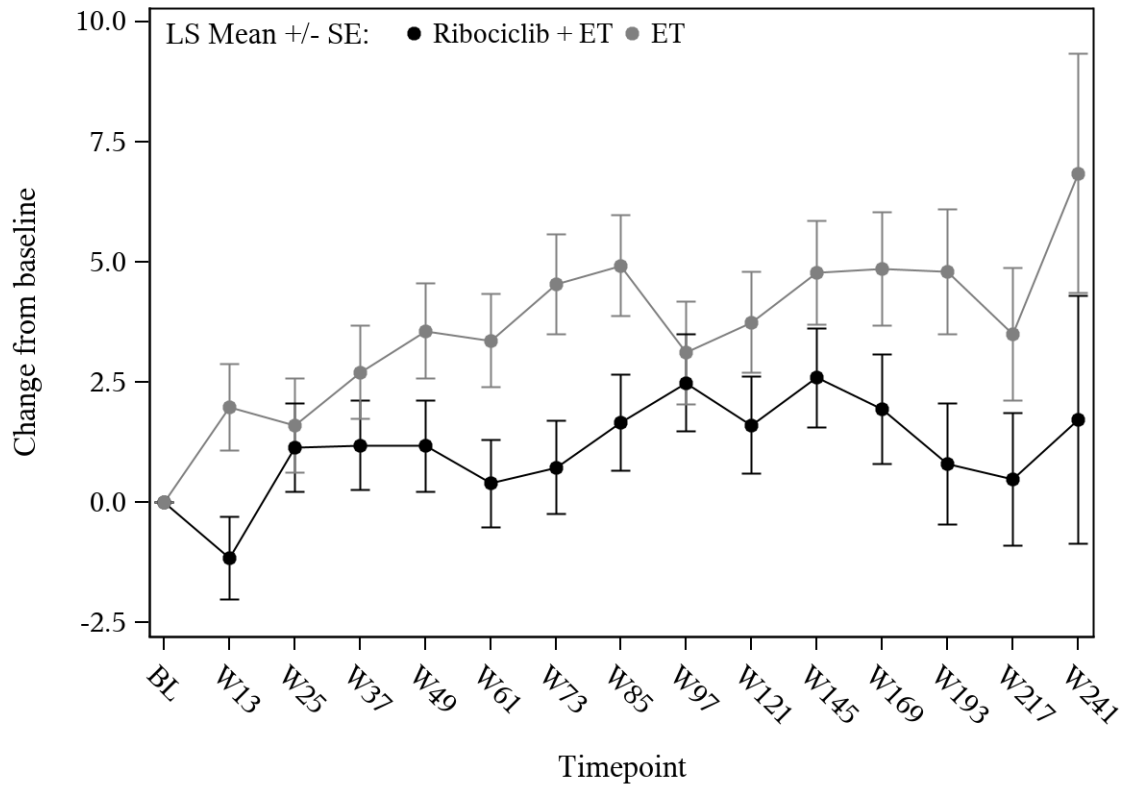 LS Mean +/- SE: Ribociclib + ET ET
10.0
7.5
5.0
2.5
0.0
-2.5
Change from baseline
BL
W13
W25
W37
W49
W61
W73
W85
W97
W121
W145
W169
W193
W217
W241
Timepoint